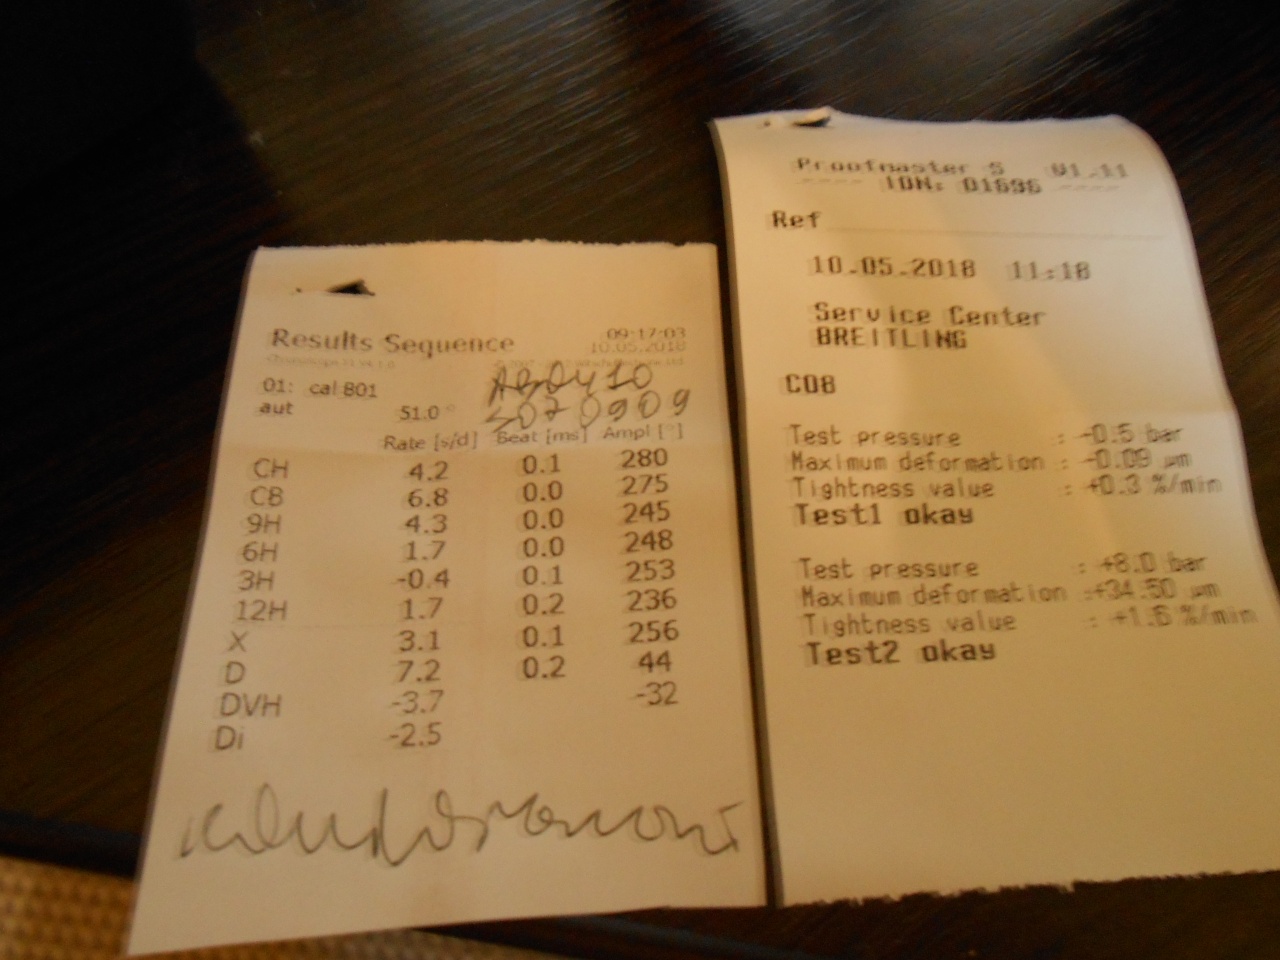 Results Sequence
09:17:03
10.05.2018
01: cal 801
aut
51.0 °
AB0410
3070909
Rate [s/d] Beat [ms] Ampl [°]
CH 4.2 0.1 280
CB 6.8 0.0 275
9H 4.3 0.0 245
6H 1.7 0.0 248
3H -0.4 0.1 253
12H 1.7 0.2 236
X 3.1 0.1 256
D 7.2 0.2 44
DVH -3.7 -32
Di -2.5
Proofmaster S V1.11
---- IDN: 01696 ----
Ref
10.05.2018 11:18
Service Center
BREITLING
C08
Test pressure : -0.5 bar
Maximum deformation : -0.09 µm
Tightness value : +0.3 %/min
Test1 okay
Test pressure : +8.0 bar
Maximum deformation :+34.50 µm
Tightness value : +1.6 %/min
Test2 okay